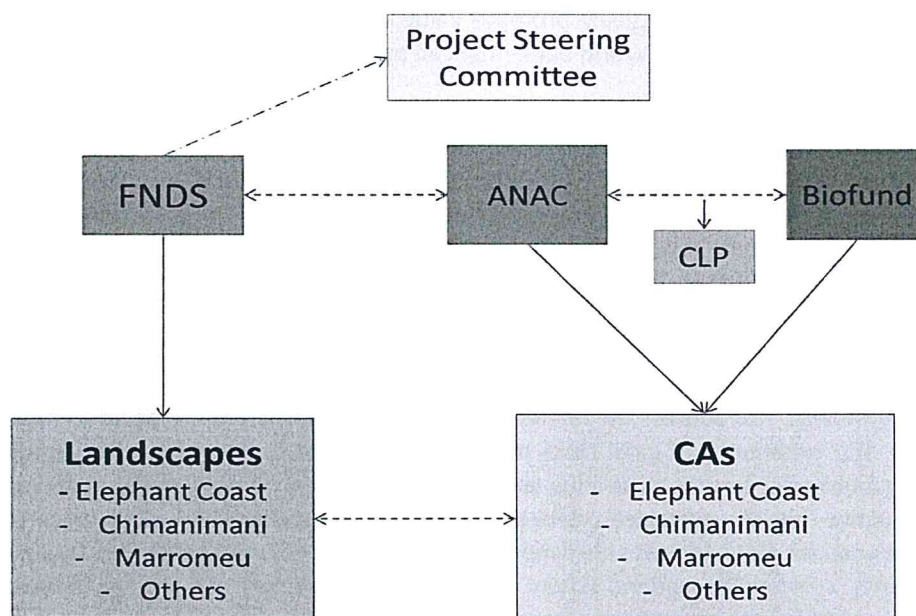 Project Steering
Committee
FNDS
ANAC
Biofund
CLP
Landscapes
- Elephant Coast
- Chimanimani
- Marromeu
- Others
CAs
- Elephant Coast
- Chimanimani
- Marromeu
- Others